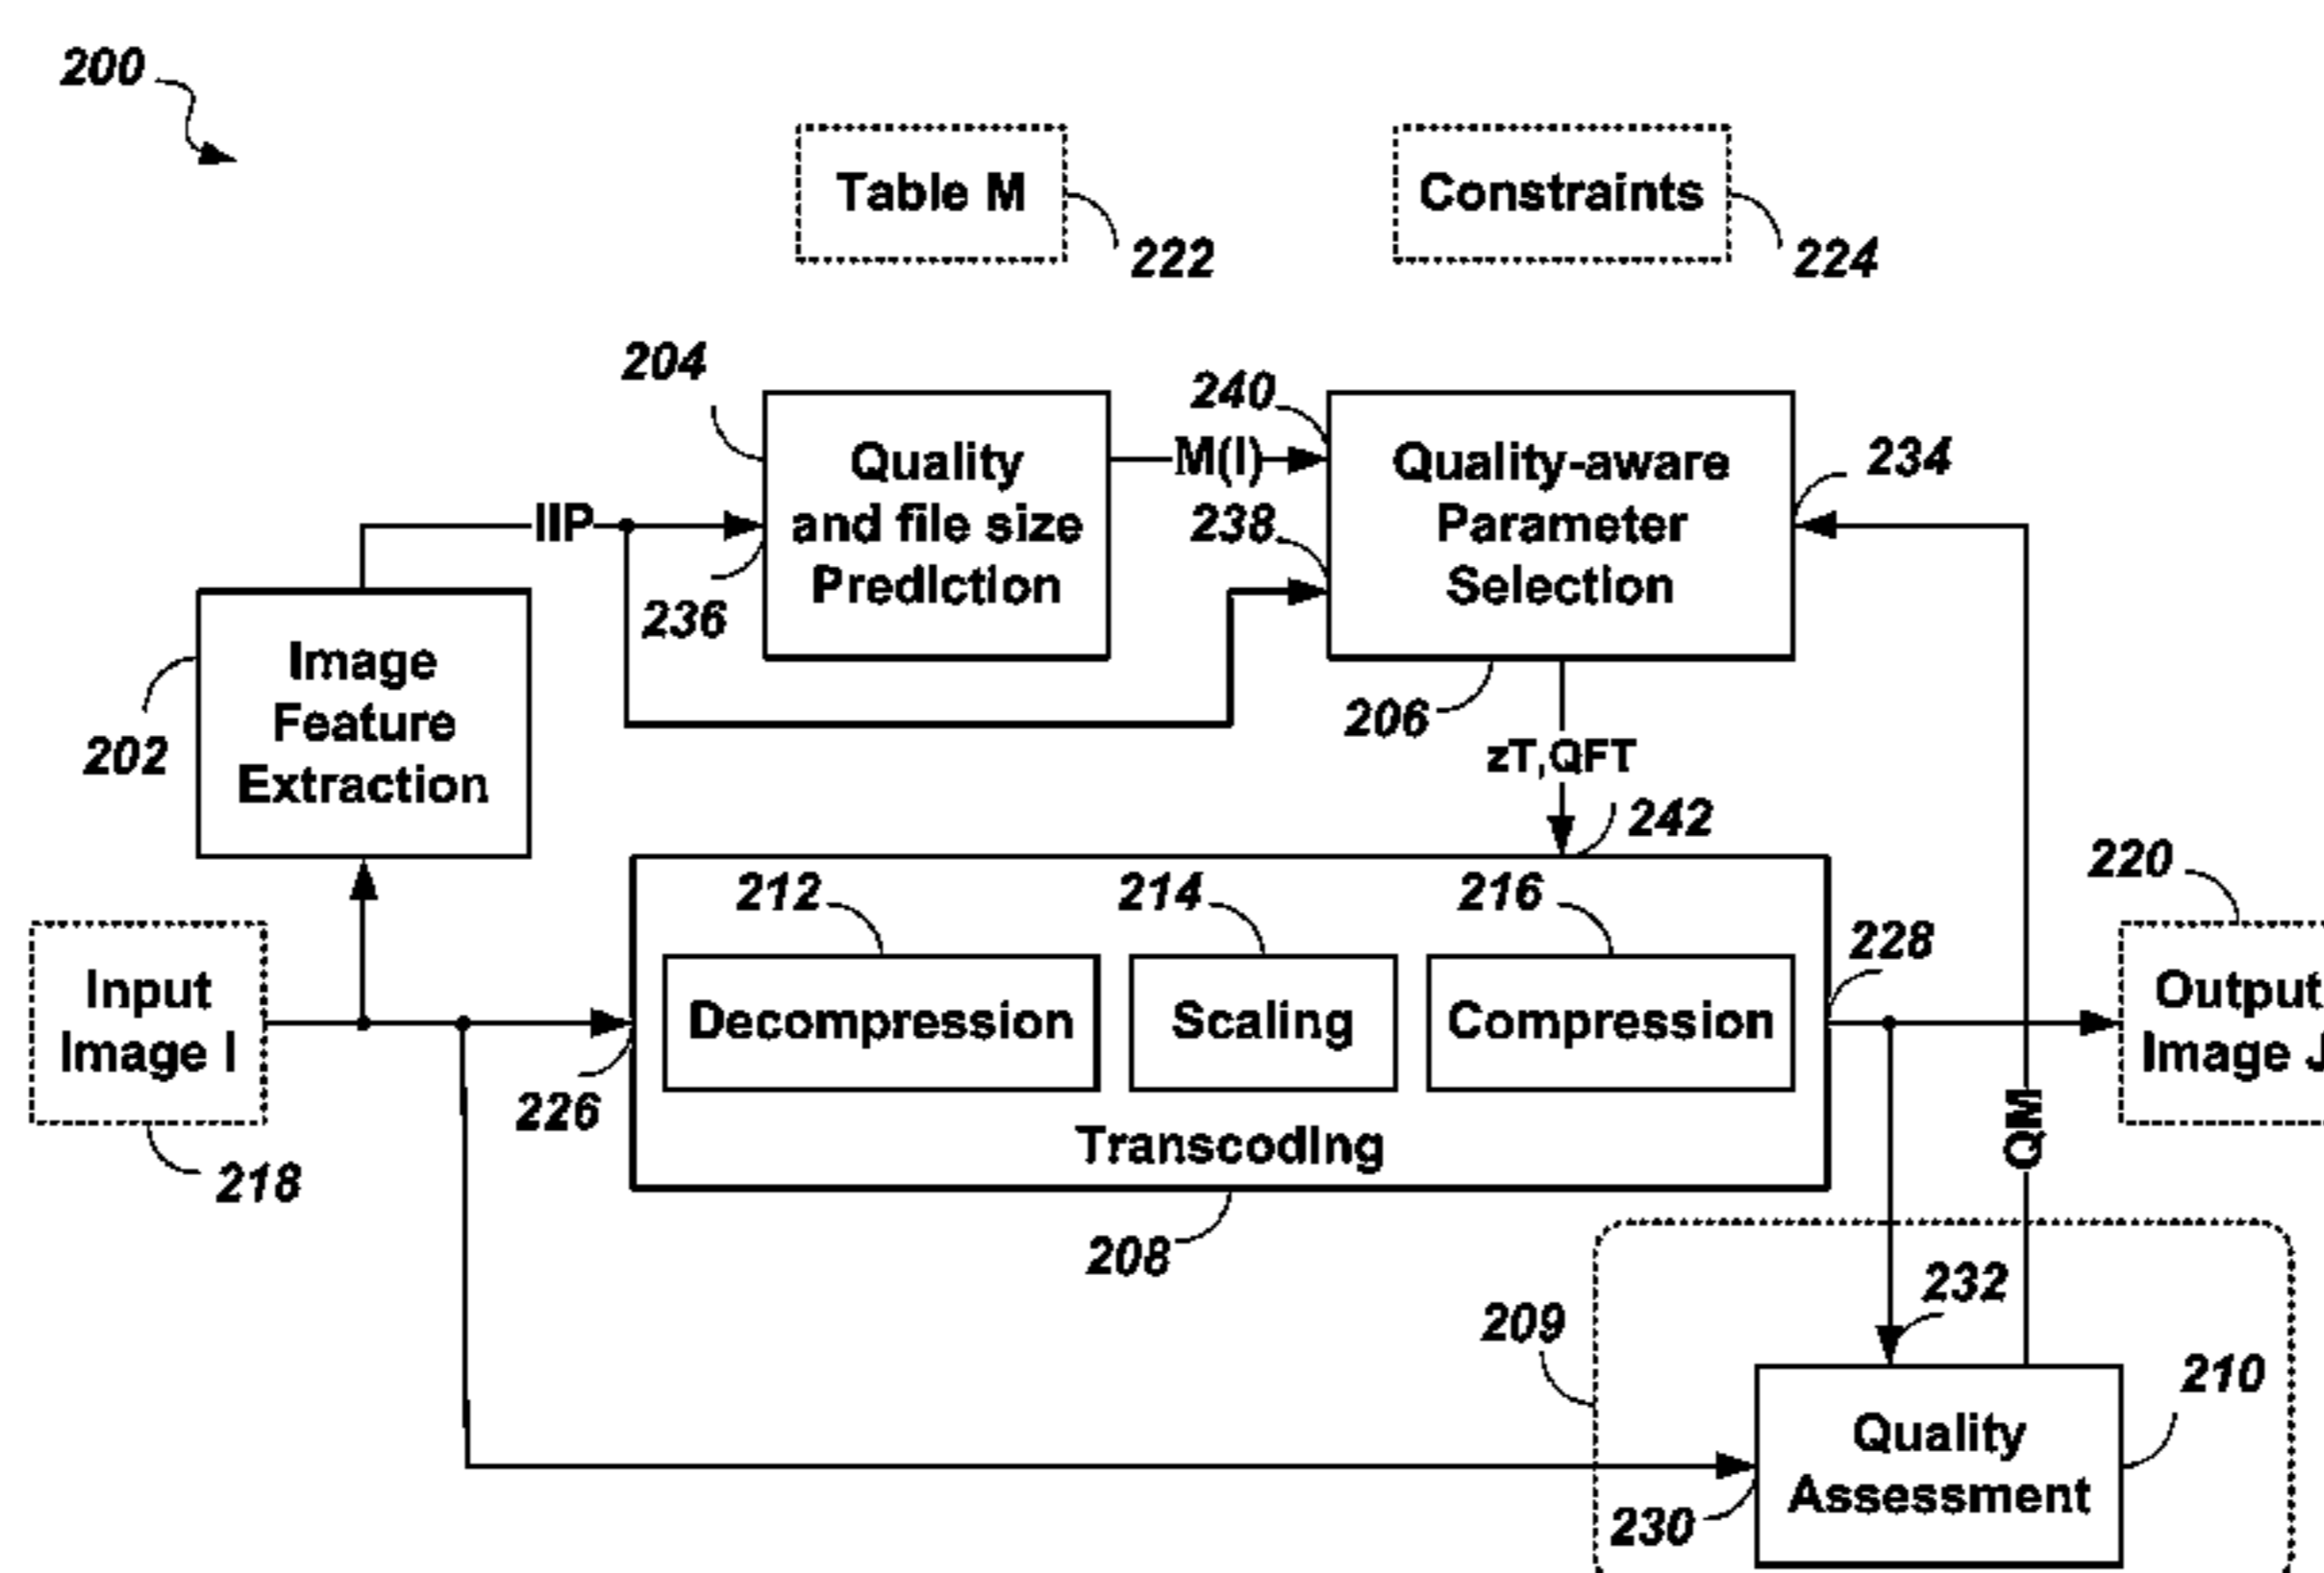 200
Table M
222
Constraints
224
204
Quality
and file size
Prediction
236
240
M(I)
238
Quality-aware
Parameter
Selection
234
206
IIP
Image
Feature
Extraction
202
zT,QFT
242
220
Input
Image I
218
226
212
Decompression
214
Scaling
216
Compression
Transcoding
208
228
Output
Image J
QM
209
232
210
Quality
Assessment
230